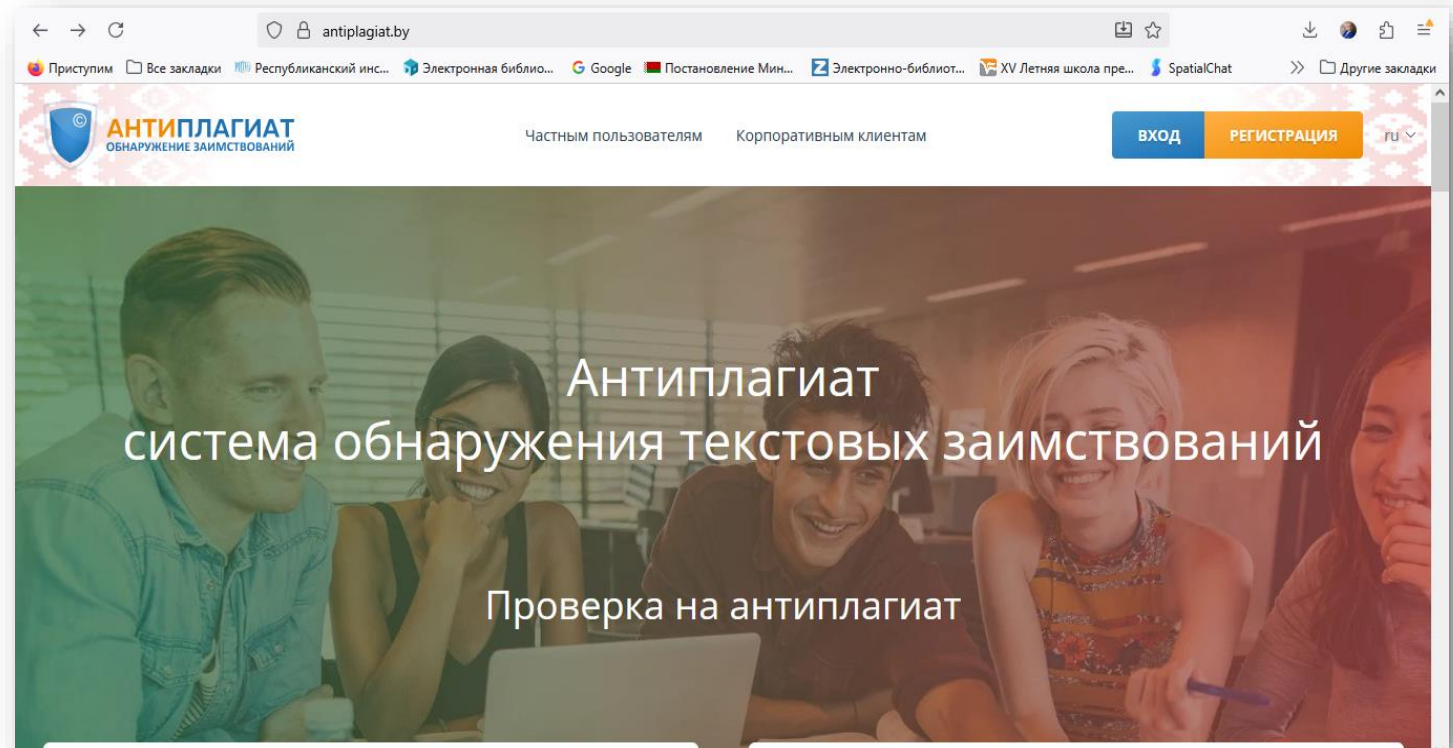 antiplagiat.by
Приступим Все закладки Республиканский инс... Электронная библио... Google Постановление Мин... Электронно-библиот... XV Летняя школа пре... SpatialChat Другие закладки
АНТИПЛАГИАТ
ОБНАРУЖЕНИЕ ЗАИМСТВОВАНИЙ
Частным пользователям Корпоративным клиентам ВХОД РЕГИСТРАЦИЯ ru
Антиплагиат
система обнаружения текстовых заимствований
Проверка на антиплагиат